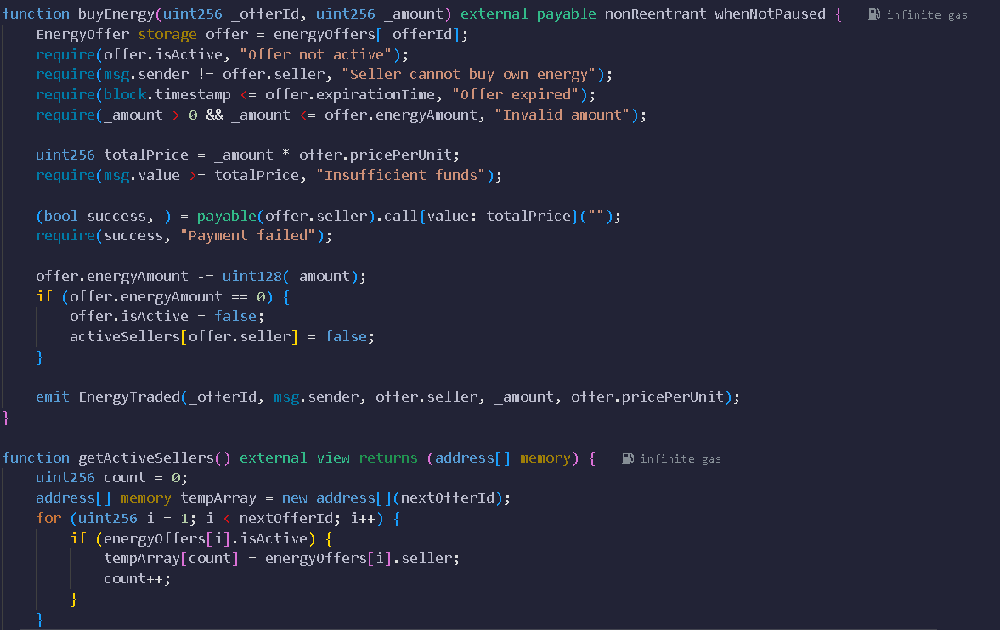 function buyEnergy(uint256 _offerId, uint256 _amount) external payable nonReentrant whenNotPaused { infinite gas
EnergyOffer storage offer = energyOffers[_offerId];
require(offer.isActive, "Offer not active");
require(msg.sender != offer.seller, "Seller cannot buy own energy");
require(block.timestamp <= offer.expirationTime, "Offer expired");
require(_amount > 0 && _amount <= offer.energyAmount, "Invalid amount");
uint256 totalPrice = _amount * offer.pricePerUnit;
require(msg.value >= totalPrice, "Insufficient funds");
(bool success, ) = payable(offer.seller).call{value: totalPrice}("");
require(success, "Payment failed");
offer.energyAmount -= uint128(_amount);
if (offer.energyAmount == 0) {
offer.isActive = false;
activeSellers[offer.seller] = false;
}
emit EnergyTraded(_offerId, msg.sender, offer.seller, _amount, offer.pricePerUnit);
}
function getActiveSellers() external view returns (address[] memory) { infinite gas
uint256 count = 0;
address[] memory tempArray = new address[](nextOfferId);
for (uint256 i = 1; i < nextOfferId; i++) {
if (energyOffers[i].isActive) {
tempArray[count] = energyOffers[i].seller;
count++;
}
}